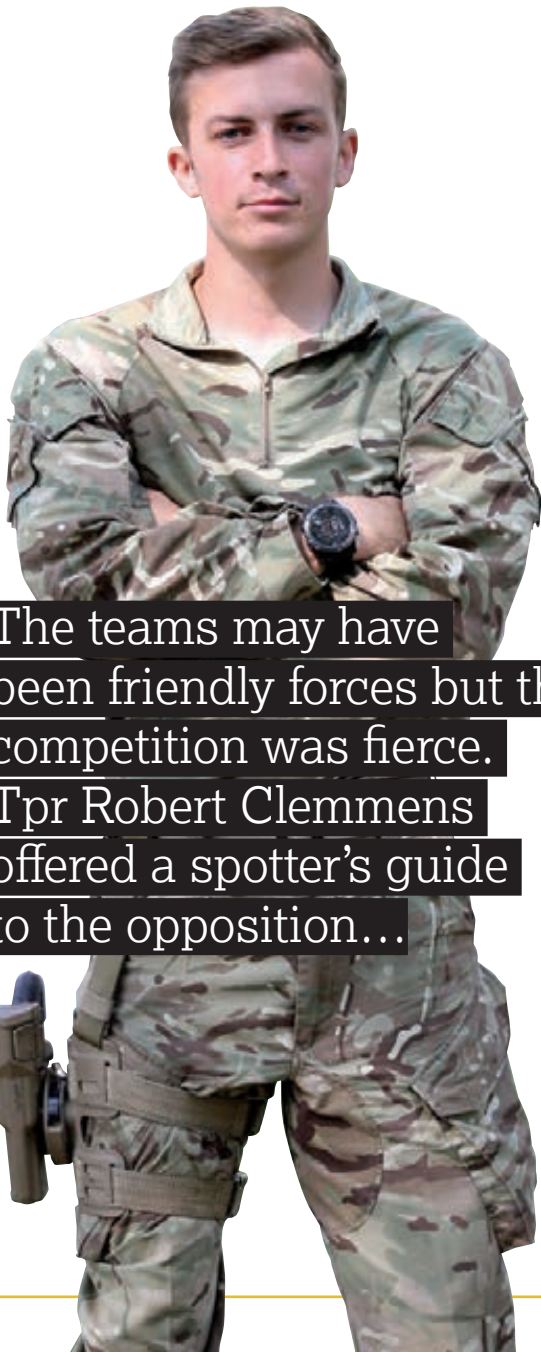 The teams may have
been friendly forces but th
competition was fierce.
Tpr Robert Clemmens
offered a spotter's guide
to the opposition...